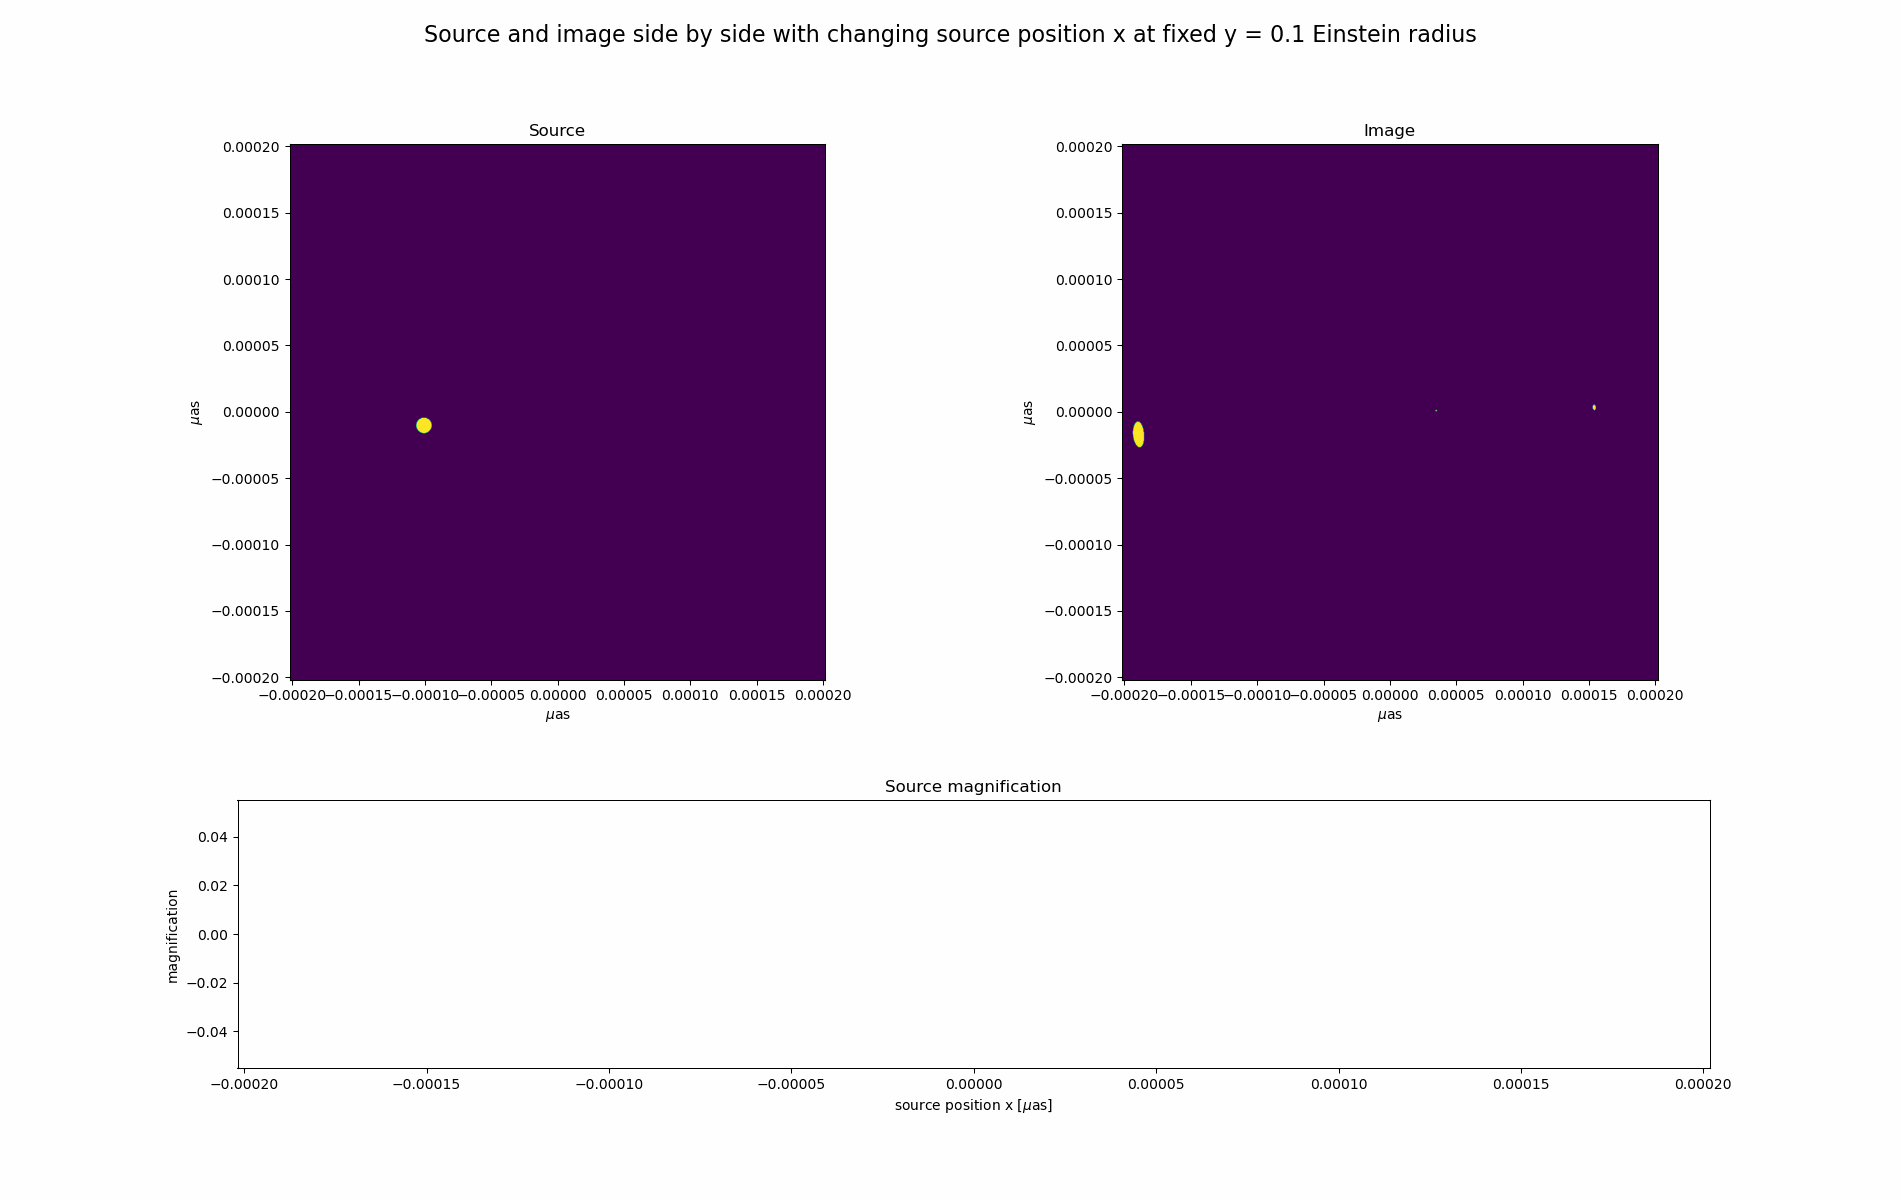 Source and image side by side with changing source position x at fixed y = 0.1 Einstein radius
Source
0.00020
0.00015
0.00010
0.00005
0.00000
−0.00005
−0.00010
−0.00015
−0.00020
μas
−0.00020 −0.00015 −0.00010 −0.00005 0.00000 0.00005 0.00010 0.00015 0.00020
μas
Image
0.00020
0.00015
0.00010
0.00005
0.00000
−0.00005
−0.00010
−0.00015
−0.00020
μas
−0.00020 −0.00015 −0.00010 −0.00005 0.00000 0.00005 0.00010 0.00015 0.00020
μas
Source magnification
0.04
0.02
0.00
−0.02
−0.04
magnification
−0.00020 −0.00015 −0.00010 −0.00005 0.00000 0.00005 0.00010 0.00015 0.00020
source position x [μas]